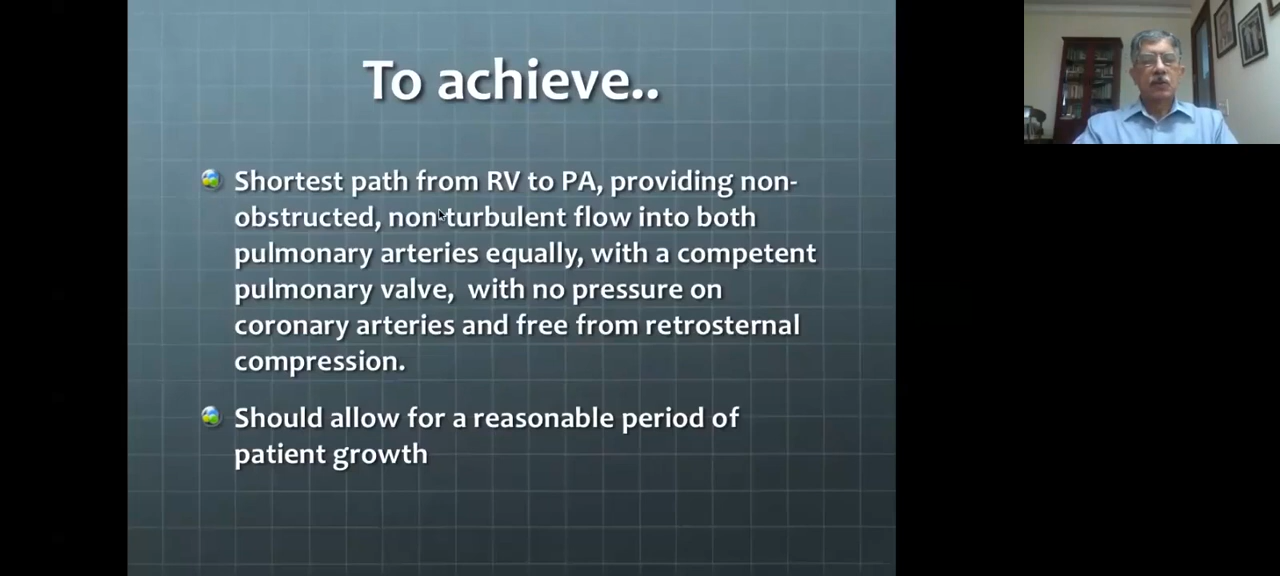 To achieve..
Shortest path from RV to PA, providing non-
obstructed, non-turbulent flow into both
pulmonary arteries equally, with a competent
pulmonary valve,  with no pressure on
coronary arteries and free from retrosternal
compression.
Should allow for a reasonable period of
patient growth